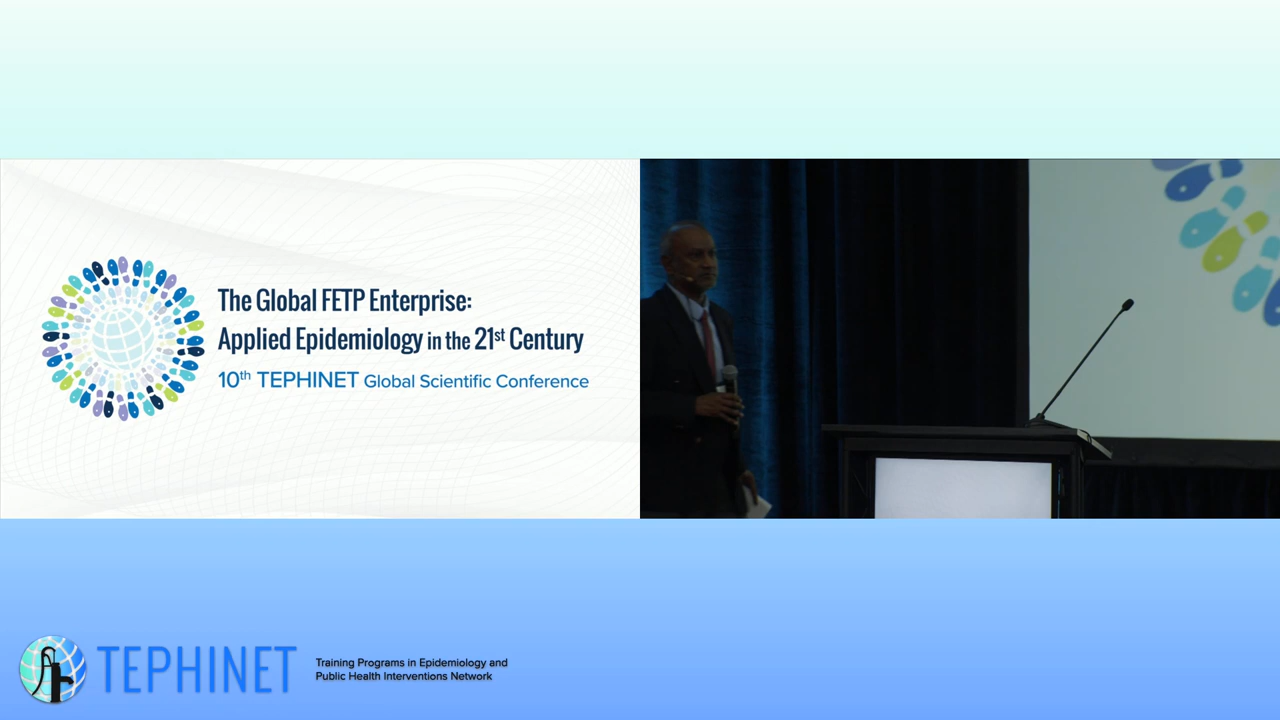 The Global FETP Enterprise:
Applied Epidemiology in the 21st Century
10th TEPHINET Global Scientific Conference
TEPHINET
Training Programs in Epidemiology and
Public Health Interventions Network